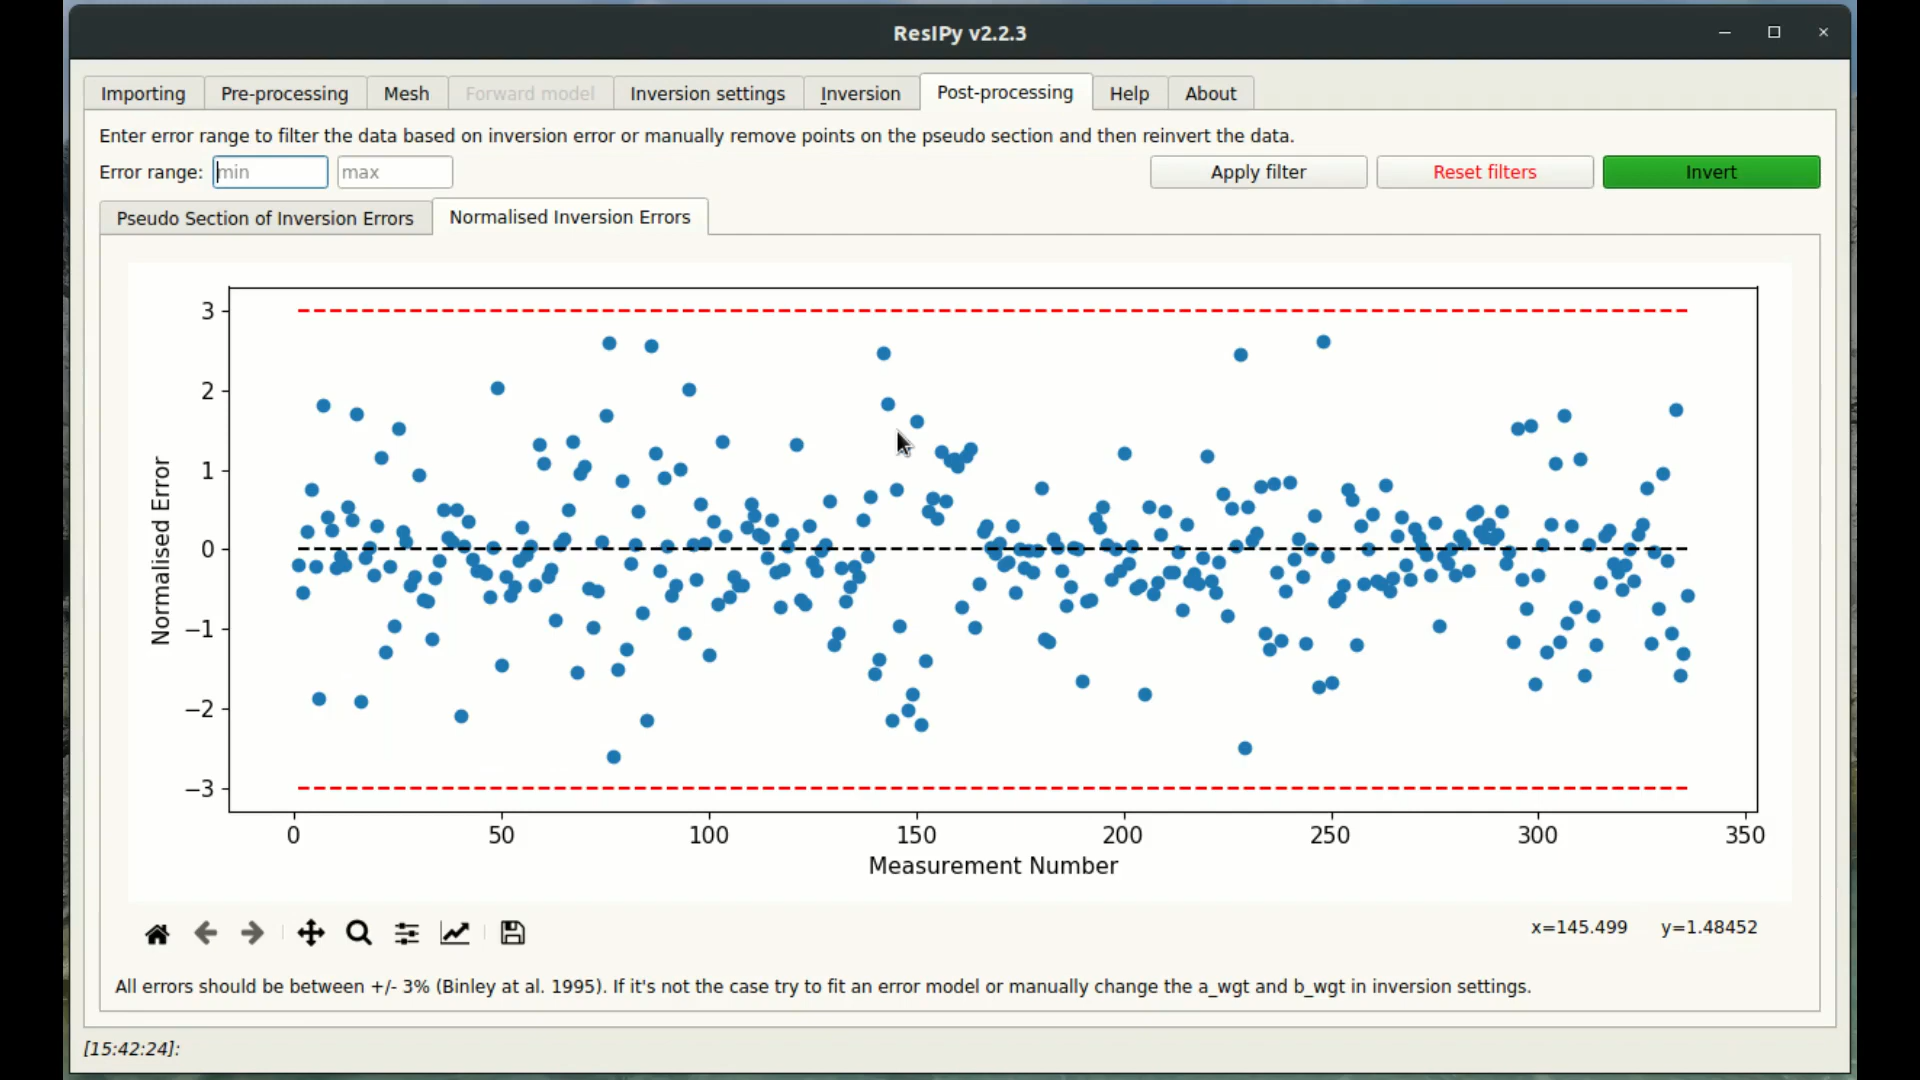 ResIPy v2.2.3
Importing Pre-processing Mesh Forward model Inversion settings Inversion Post-processing Help About
Enter error range to filter the data based on inversion error or manually remove points on the pseudo section and then reinvert the data.
Error range: min max Apply filter Reset filters Invert
Pseudo Section of Inversion Errors Normalised Inversion Errors
3
2
1
0
−1
−2
−3
Normalised Error
0 50 100 150 200 250 300 350
Measurement Number
x=145.499 y=1.48452
All errors should be between +/- 3% (Binley at al. 1995). If it's not the case try to fit an error model or manually change the a_wgt and b_wgt in inversion settings.
[15:42:24]: